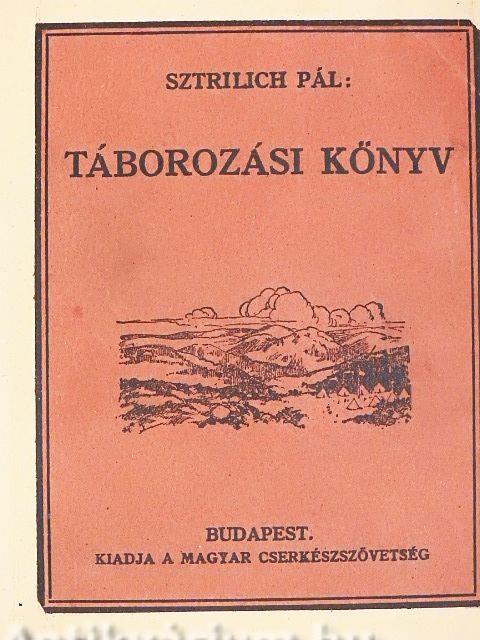 SZTRILICH PÁL:
TÁBOROZÁSI KŐNYV
BUDAPEST.
KIADJA A MAGYAR CSERKÉSZSZŐVETSÉG